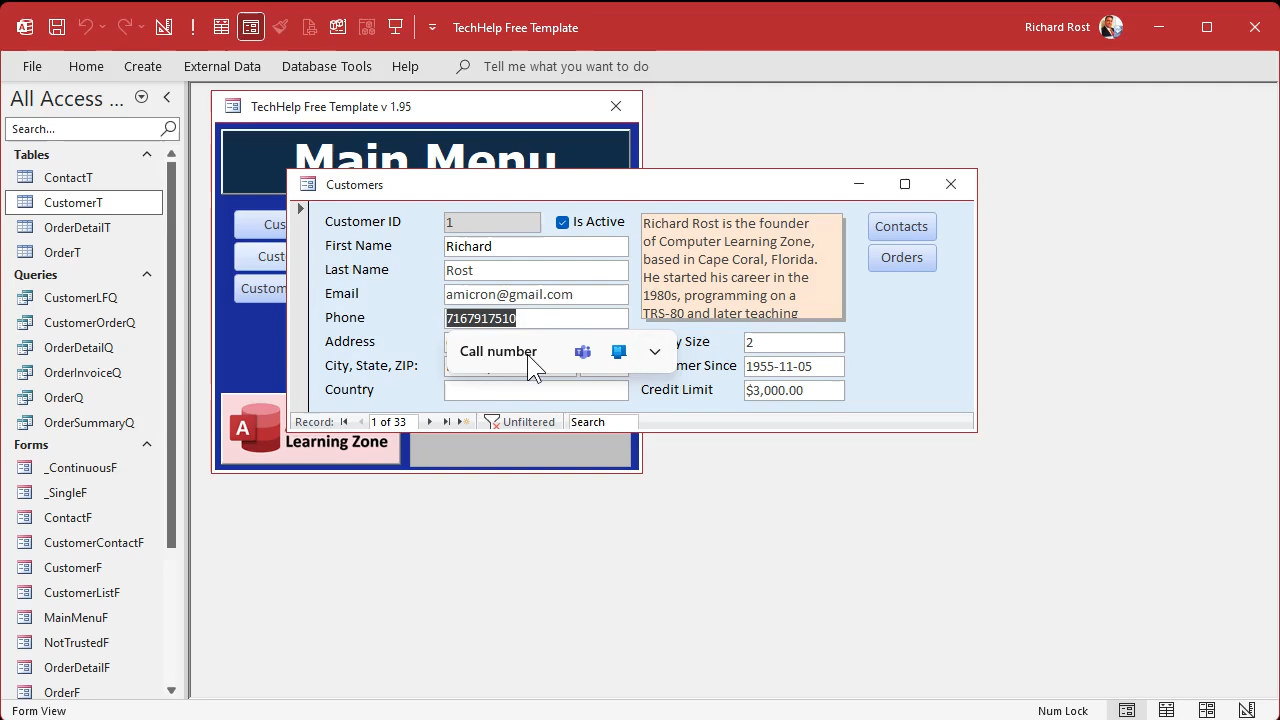 TechHelp Free Template
Richard Rost
File Home Create External Data Database Tools Help Tell me what you want to do
All Access ...
Search...
Tables
ContactT
CustomerT
OrderDetailT
OrderT
Queries
CustomerLFQ
CustomerOrderQ
OrderDetailQ
OrderInvoiceQ
OrderQ
OrderSummaryQ
Forms
_ContinuousF
_SingleF
ContactF
CustomerContactF
CustomerF
CustomerListF
MainMenuF
NotTrustedF
OrderDetailF
OrderF
TechHelp Free Template v 1.95
Main Menu
Cus
Cust
Custom
A
Learning Zone
Customers
Customer ID 1 Is Active
First Name Richard
Last Name Rost
Email amicron@gmail.com
Phone 7167917510
Address
City, State, ZIP:
Country
Call number
Richard Rost is the founder
of Computer Learning Zone,
based in Cape Coral, Florida.
He started his career in the
1980s, programming on a
TRS-80 and later teaching
y Size 2
mer Since 1955-11-05
Credit Limit $3,000.00
Contacts
Orders
Record: 1 of 33 Unfiltered Search
Form View
Num Lock